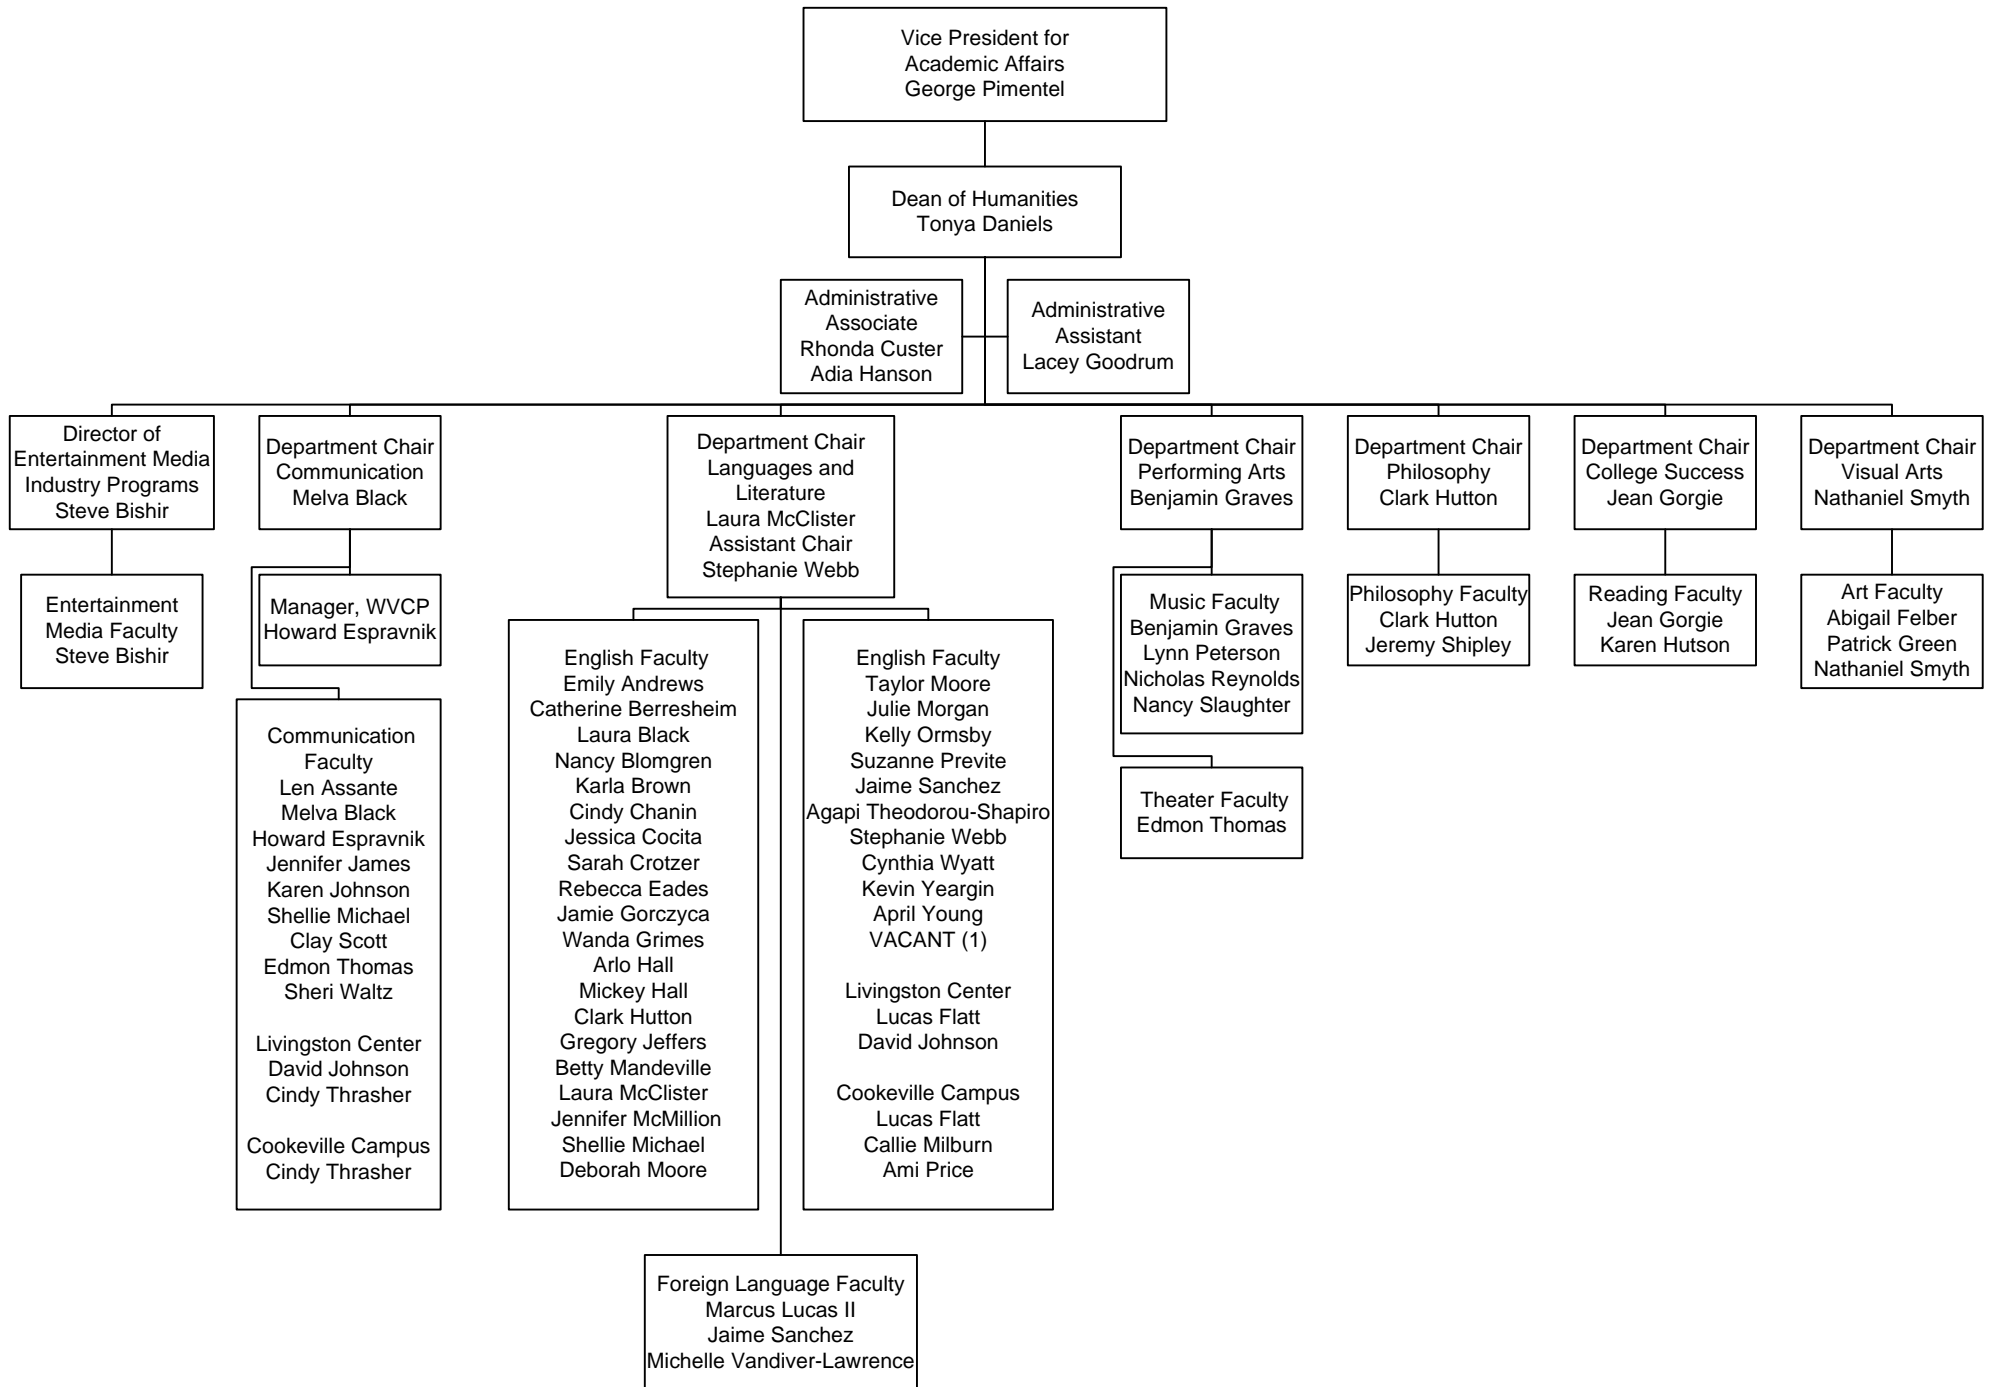 Vice President for
Academic Affairs
George Pimentel
Dean of Humanities
Tonya Daniels
Administrative
Associate
Rhonda Custer
Adia Hanson
Administrative
Assistant
Lacey Goodrum
Director of
Entertainment Media
Industry Programs
Steve Bishir
Department Chair
Communication
Melva Black
Department Chair
Languages and
Literature
Laura McClister
Assistant Chair
Stephanie Webb
Department Chair
Performing Arts
Benjamin Graves
Department Chair
Philosophy
Clark Hutton
Department Chair
College Success
Jean Gorgie
Department Chair
Visual Arts
Nathaniel Smyth
Entertainment
Media Faculty
Steve Bishir
Manager, WVCP
Howard Espravnik
Communication
Faculty
Len Assante
Melva Black
Howard Espravnik
Jennifer James
Karen Johnson
Shellie Michael
Clay Scott
Edmon Thomas
Sheri Waltz
Livingston Center
David Johnson
Cindy Thrasher
Cookeville Campus
Cindy Thrasher
English Faculty
Emily Andrews
Catherine Berresheim
Laura Black
Nancy Blomgren
Karla Brown
Cindy Chanin
Jessica Cocita
Sarah Crotzer
Rebecca Eades
Jamie Gorczyca
Wanda Grimes
Arlo Hall
Mickey Hall
Clark Hutton
Gregory Jeffers
Betty Mandeville
Laura McClister
Jennifer McMillion
Shellie Michael
Deborah Moore
English Faculty
Taylor Moore
Julie Morgan
Kelly Ormsby
Suzanne Previte
Jaime Sanchez
Agapi Theodorou-Shapiro
Stephanie Webb
Cynthia Wyatt
Kevin Yeargin
April Young
VACANT (1)
Livingston Center
Lucas Flatt
David Johnson
Cookeville Campus
Lucas Flatt
Callie Milburn
Ami Price
Foreign Language Faculty
Marcus Lucas II
Jaime Sanchez
Michelle Vandiver-Lawrence
Music Faculty
Benjamin Graves
Lynn Peterson
Nicholas Reynolds
Nancy Slaughter
Theater Faculty
Edmon Thomas
Philosophy Faculty
Clark Hutton
Jeremy Shipley
Reading Faculty
Jean Gorgie
Karen Hutson
Art Faculty
Abigail Felber
Patrick Green
Nathaniel Smyth